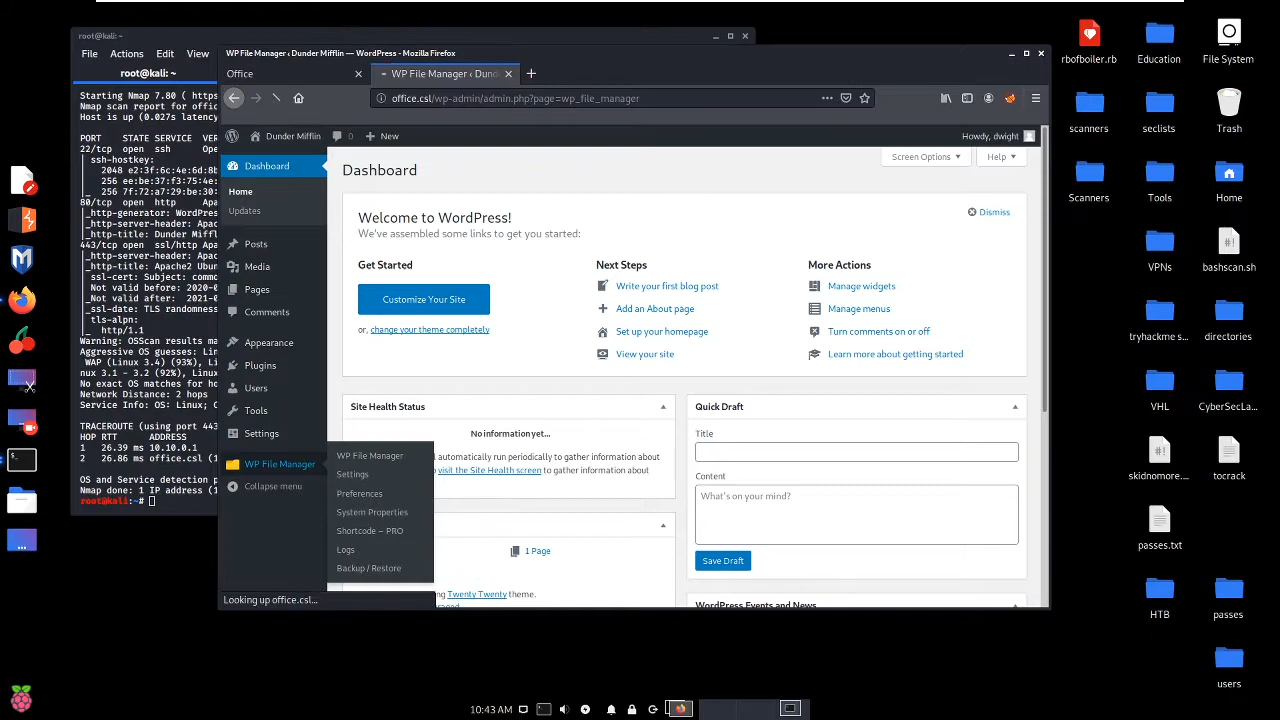 root@kali: ~
File Actions Edit View
root@kali: ~
Starting Nmap 7.80 ( https
Nmap scan report for offic
Host is up (0.027s latency
PORT STATE SERVICE VER
22/tcp open ssh
| ssh-hostkey:
| 2048 e2:3f:6c:4e:6d:8b
| 256 ee:be:37:f3:75:4e:
|_ 256 7f:72:a7:29:be:30:
80/tcp open http Apac
|_http-generator: WordPres
|_http-server-header: Apac
|_http-title: Dunder Miffl
443/tcp open ssl/http Apac
|_http-server-header: Apac
|_http-title: Apache2 Ubun
| ssl-cert: Subject: commo
| Not valid before: 2020-0
|_Not valid after: 2021-0
|_ssl-date: TLS randomness
| tls-alpn:
|_ http/1.1
Warning: OSScan results ma
Aggressive OS guesses: Lin
WAP (Linux 3.4) (93%), Li
nux 3.1 - 3.2 (92%), Linux
No exact OS matches for ho
Network Distance: 2 hops
Service Info: OS: Linux; C
TRACEROUTE (using port 443
HOP RTT ADDRESS
1 26.39 ms 10.10.0.1
2 26.86 ms office.csl (1
OS and Service detection p
Nmap done: 1 IP address (1
root@kali:~#
WP File Manager ‹ Dunder Mifflin — WordPress - Mozilla Firefox
Office
WP File Manager ‹ Dund
office.csl/wp-admin/admin.php?page=wp_file_manager
Dunder Mifflin 0 New
Howdy, dwight
Dashboard
Home
Updates
Posts
Media
Pages
Comments
Appearance
Plugins
Users
Tools
Settings
WP File Manager
Collapse menu
WP File Manager
Settings
Preferences
System Properties
Shortcode – PRO
Logs
Backup / Restore
Looking up office.csl…
Dashboard
Screen Options
Help
Welcome to WordPress!
Dismiss
We've assembled some links to get you started:
Get Started
Customize Your Site
or, change your theme completely
Next Steps
Write your first blog post
Add an About page
Set up your homepage
View your site
More Actions
Manage widgets
Manage menus
Turn comments on or off
Learn more about getting started
Site Health Status
No information yet…
automatically run periodically to gather information
visit the Site Health screen to gather information about
1 Page
Twenty Twenty theme.
Quick Draft
Title
Content
What's on your mind?
Save Draft
WordPress Events and News
rbofboiler.rb
Education
File System
scanners
seclists
Trash
Scanners
Tools
Home
VPNs
bashscan.sh
tryhackme s...
directories
VHL
CyberSecLa...
skidnomore....
tocrack
passes.txt
HTB
passes
users
10:43 AM